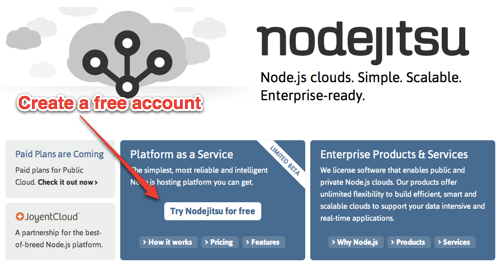 nodejitsu
Node.js clouds. Simple. Scalable.
Enterprise-ready.
Create a free account
Paid Plans are Coming
Paid plans for Public
Cloud. Check it out now >
JoyentCloud
A partnership for the best-
of-breed Node.js platform.
Platform as a Service
LIMITED BETA
The simplest, most reliable and intelligent
Node.js hosting platform you can get.
Try Nodejitsu for free
> How it works > Pricing > Features
Enterprise Products & Services
We license software that enables public and
private Node.js clouds. Our products offer
unlimited flexibility to build efficient, smart and
scalable clouds to support your data intensive and
real-time applications.
> Why Node.js > Products > Services